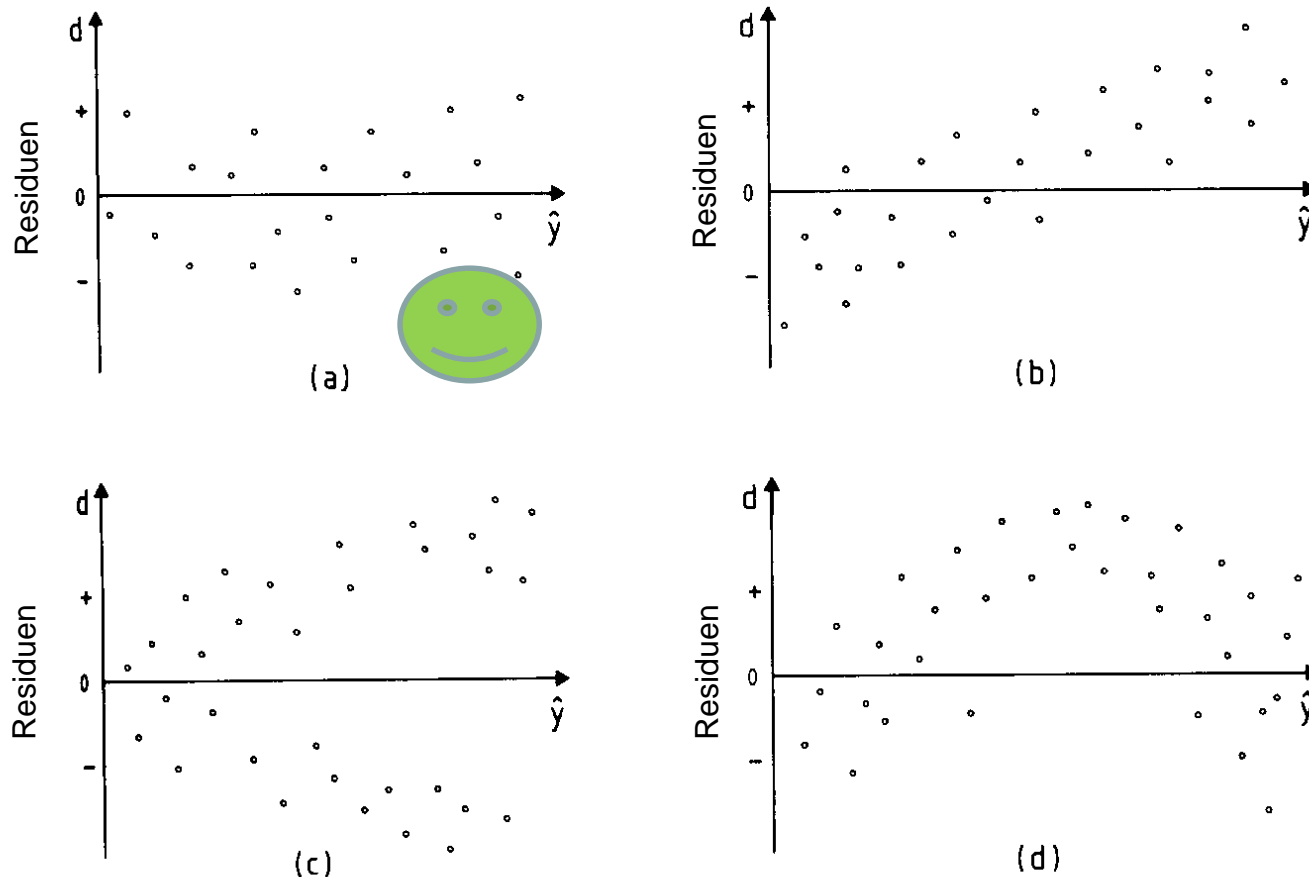 d
+
0
-
Residuen
ŷ
(a)
d
+
0
-
Residuen
ŷ
(b)
d
+
0
-
Residuen
ŷ
(c)
d
+
0
-
Residuen
ŷ
(d)